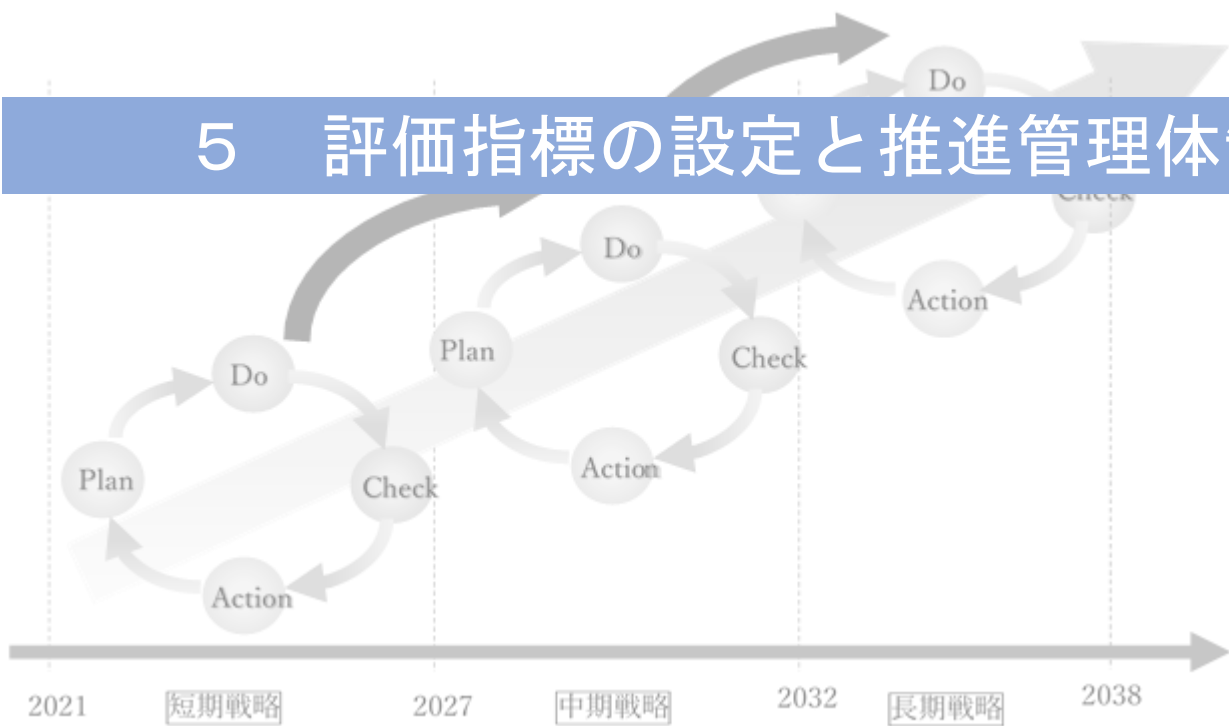 Do
５　評価指標の設定と推進管理体
Check
Do
Action
Plan
Check
Do
Action
Plan
Check
Action
2021
短期戦略
2027
中期戦略
2032
長期戦略
2038